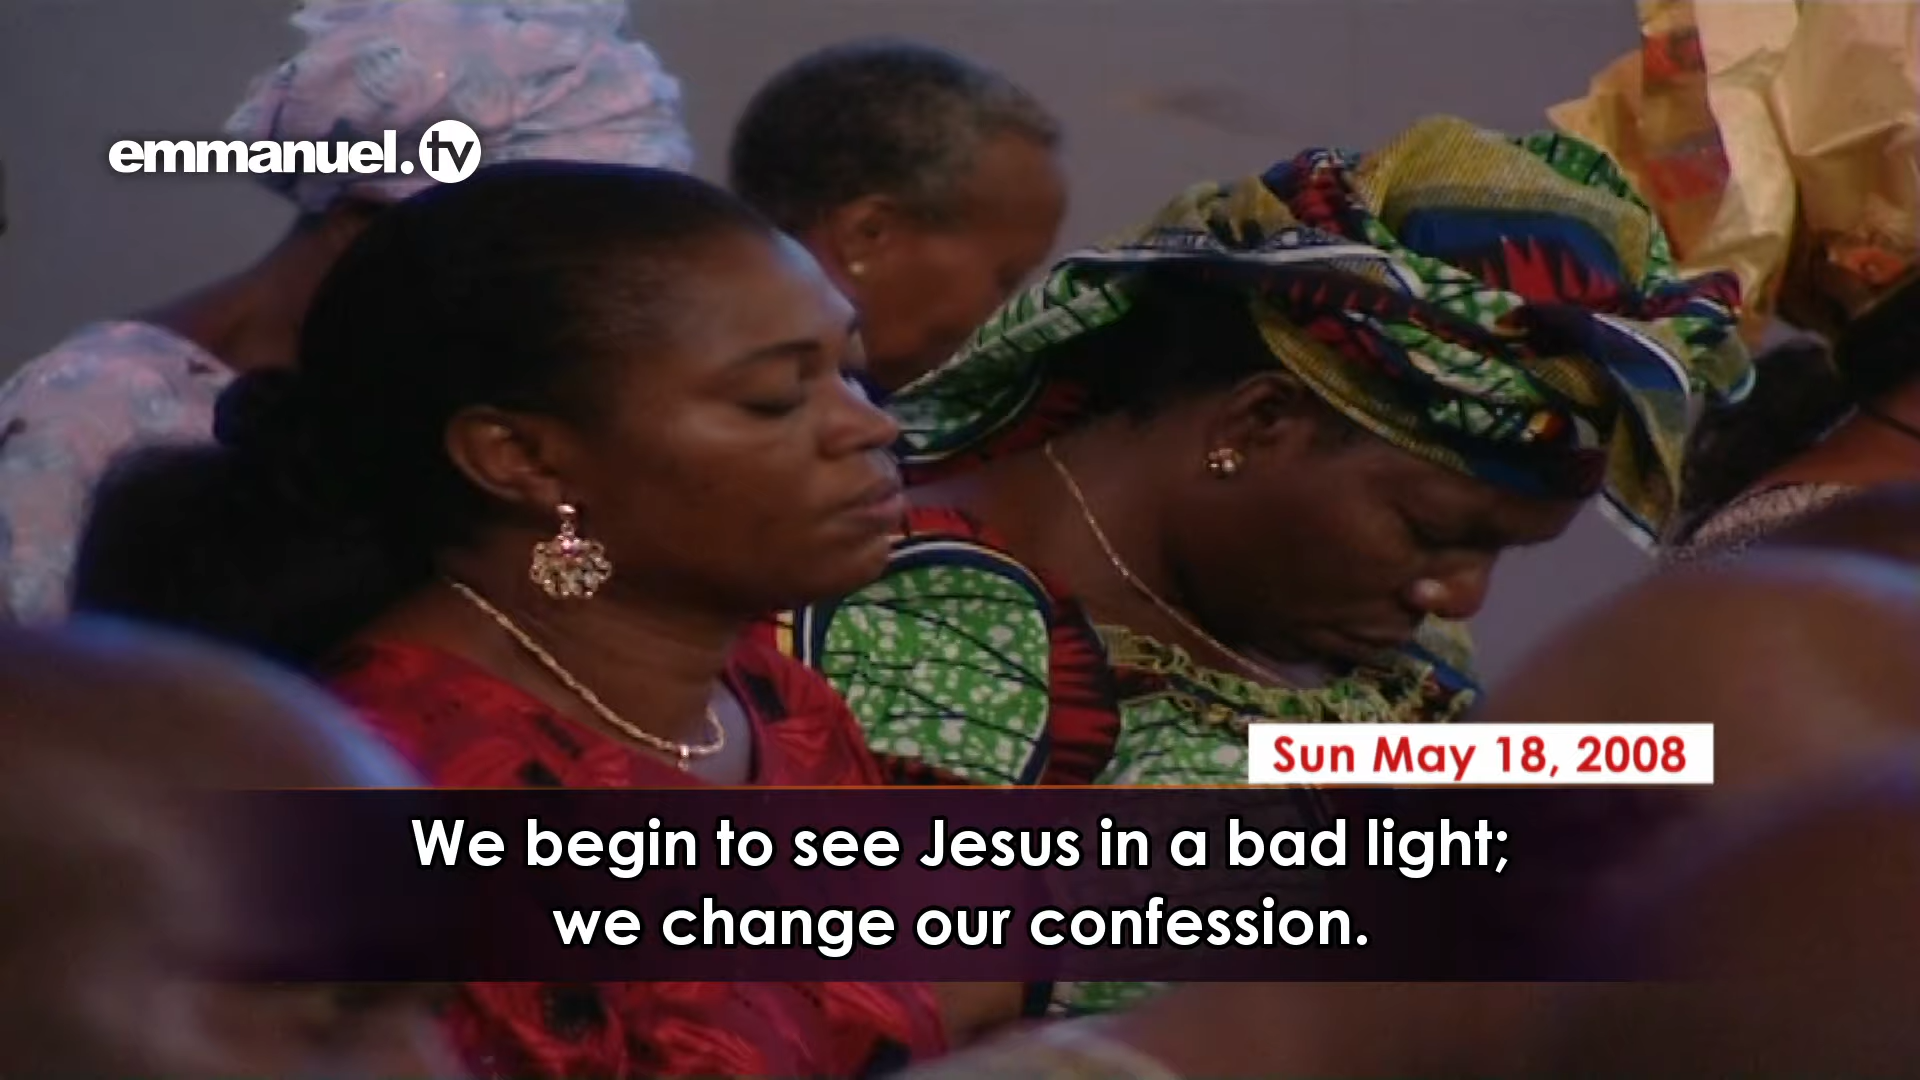 emmanuel.tv
Sun May 18, 2008
We begin to see Jesus in a bad light;
we change our confession.